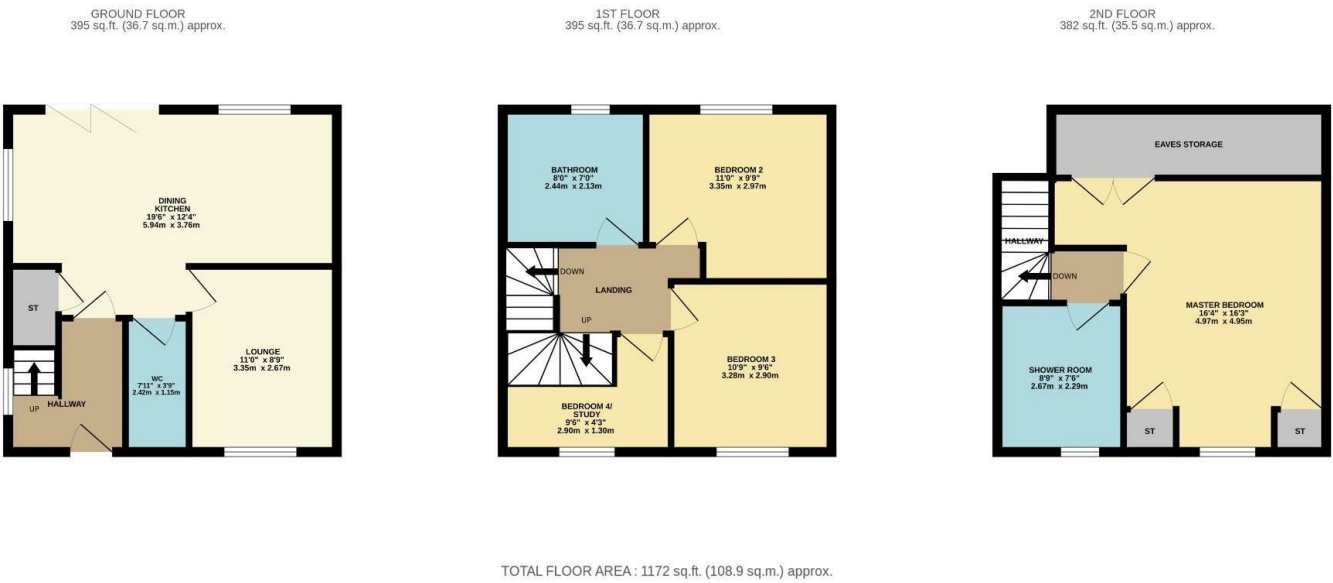 GROUND FLOOR
395 sq.ft. (36.7 sq.m.) approx.
DINING
KITCHEN
19'6" x 12'4"
5.94m x 3.76m
ST
LOUNGE
11'0" x 8'9"
3.35m x 2.67m
WC
7'11" x 3'9"
2.42m x 1.15m
UP
HALLWAY
1ST FLOOR
395 sq.ft. (36.7 sq.m.) approx.
BATHROOM
8'0" x 7'0"
2.44m x 2.13m
BEDROOM 2
11'0" x 9'9"
3.35m x 2.97m
DOWN
LANDING
UP
BEDROOM 3
10'9" x 9'6"
3.28m x 2.90m
BEDROOM 4/
STUDY
9'6" x 4'3"
2.90m x 1.30m
2ND FLOOR
382 sq.ft. (35.5 sq.m.) approx.
EAVES STORAGE
HALLWAY
DOWN
MASTER BEDROOM
16'4" x 16'3"
4.97m x 4.95m
SHOWER ROOM
8'9" x 7'6"
2.67m x 2.29m
ST
ST
TOTAL FLOOR AREA : 1172 sq.ft. (108.9 sq.m.) approx.